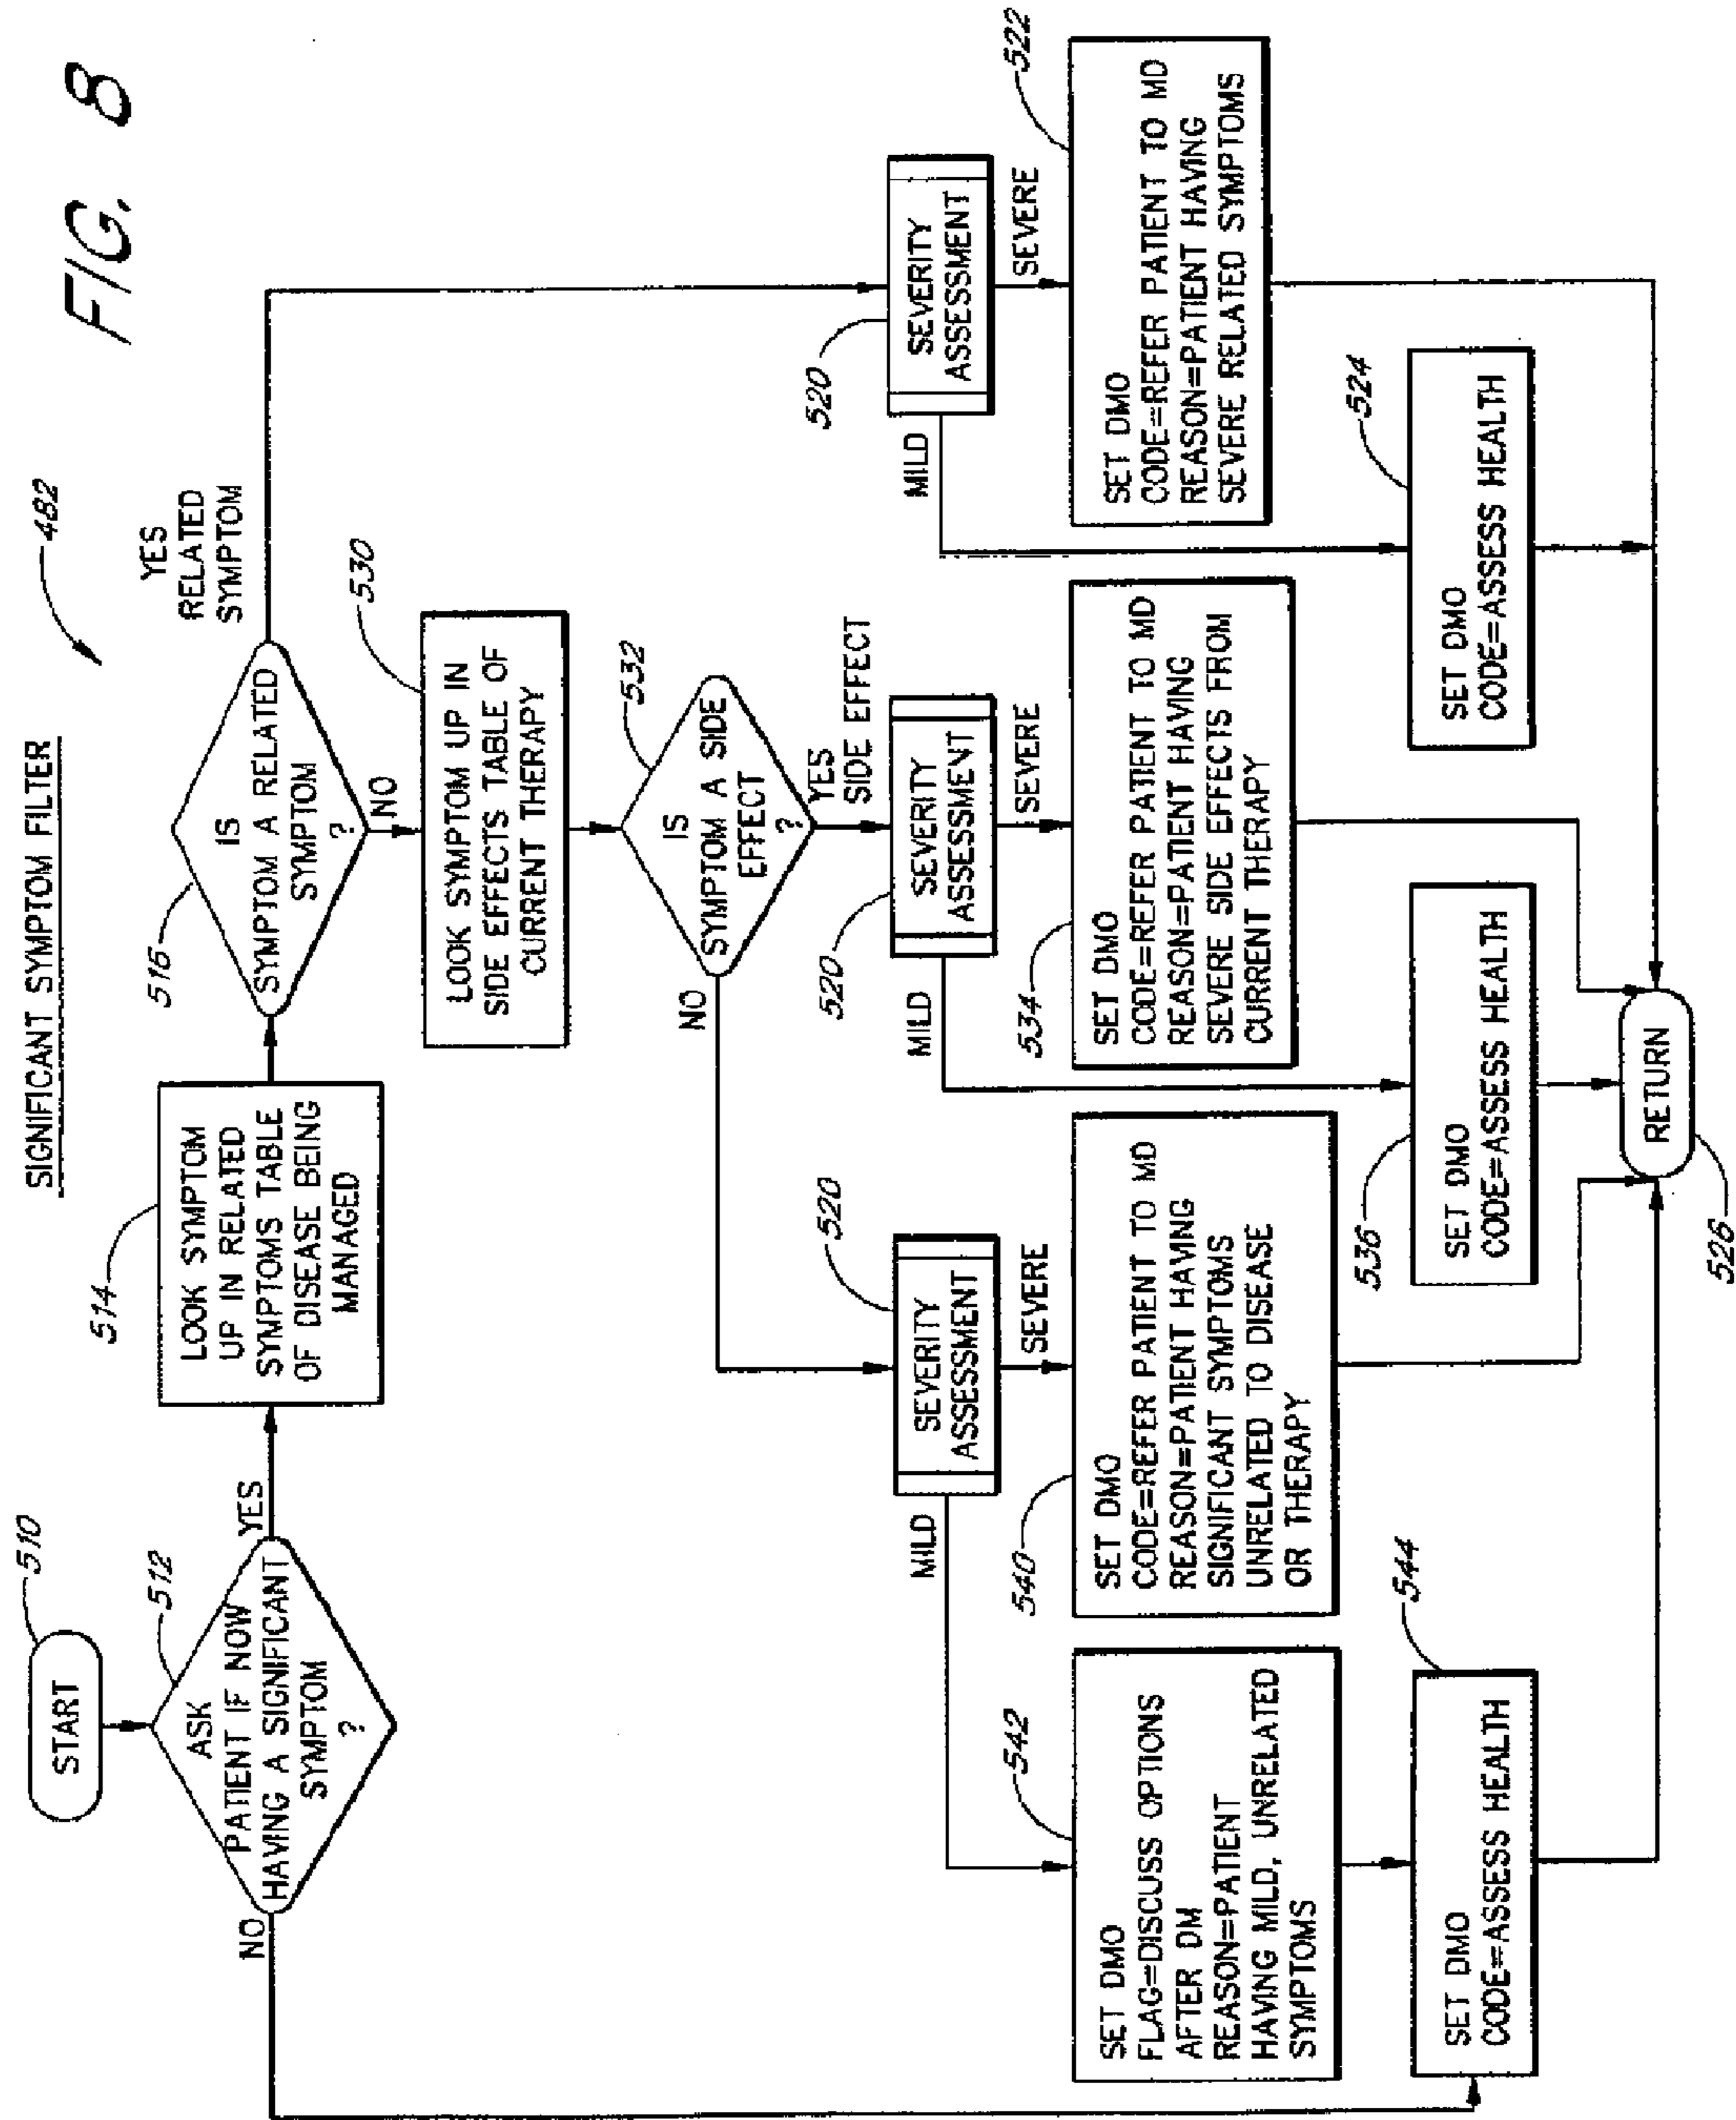 FIG. 8
SIGNIFICANT SYMPTOM FILTER
482
START
510
ASK
PATIENT IF NOW
HAVING A SIGNIFICANT
SYMPTOM
?
512
YES
NO
514
LOOK SYMPTOM
UP IN RELATED
SYMPTOMS TABLE
OF DISEASE BEING
MANAGED
516
IS
SYMPTOM A RELATED
SYMPTOM
?
YES
RELATED
SYMPTOM
NO
530
LOOK SYMPTOM UP IN
SIDE EFFECTS TABLE OF
CURRENT THERAPY
532
IS
SYMPTOM A SIDE
EFFECT
?
NO
YES
SIDE EFFECT
520
SEVERITY
ASSESSMENT
MILD
SEVERE
520
SEVERITY
ASSESSMENT
MILD
SEVERE
520
SEVERITY
ASSESSMENT
MILD
SEVERE
542
SET DMO
FLAG=DISCUSS OPTIONS
AFTER DM
REASON=PATIENT
HAVING MILD, UNRELATED
SYMPTOMS
540
SET DMO
CODE=REFER PATIENT TO MD
REASON=PATIENT HAVING
SIGNIFICANT SYMPTOMS
UNRELATED TO DISEASE
OR THERAPY
534
SET DMO
CODE=REFER PATIENT TO MD
REASON=PATIENT HAVING
SEVERE SIDE EFFECTS FROM
CURRENT THERAPY
522
SET DMO
CODE=REFER PATIENT TO MD
REASON=PATIENT HAVING
SEVERE RELATED SYMPTOMS
544
SET DMO
CODE=ASSESS HEALTH
536
SET DMO
CODE=ASSESS HEALTH
524
SET DMO
CODE=ASSESS HEALTH
RETURN
526